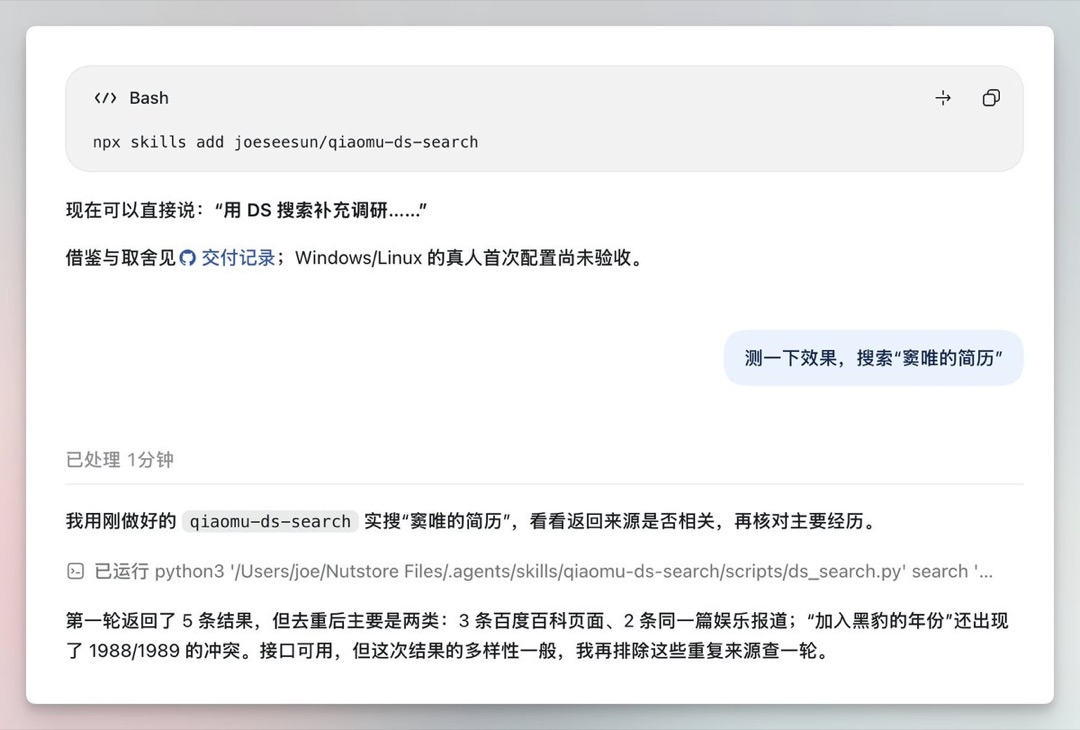 Bash
npx skills add joeseesun/qiaomu-ds-search
现在可以直接说：“用 DS 搜索补充调研……”
借鉴与取舍见 交付记录；Windows/Linux 的真人首次配置尚未验收。
测一下效果，搜索“窦唯的简历”
已处理 1分钟
我用刚做好的 qiaomu-ds-search 实搜“窦唯的简历”，看看返回来源是否相关，再核对主要经历。
已运行 python3 '/Users/joe/Nutstore Files/.agents/skills/qiaomu-ds-search/scripts/ds_search.py' search '...
第一轮返回了 5 条结果，但去重后主要是两类：3 条百度百科页面、2 条同一篇娱乐报道；“加入黑豹的年份”还出现
了 1988/1989 的冲突。接口可用，但这次结果的多样性一般，我再排除这些重复来源查一轮。